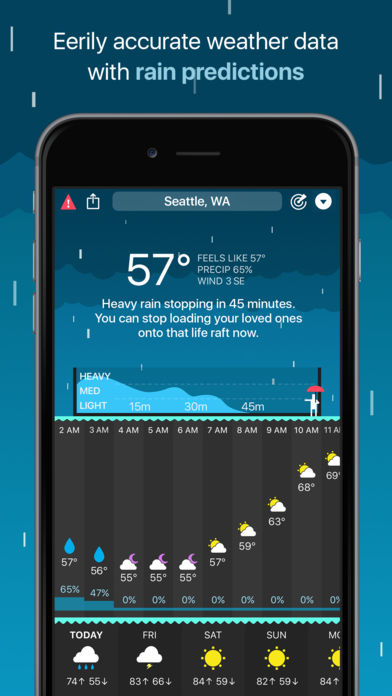 Eerily accurate weather data
with rain predictions
Seattle, WA
57°
FEELS LIKE 57°
PRECIP 65%
WIND 3 SE
Heavy rain stopping in 45 minutes.
You can stop loading your loved ones
onto that life raft now.
HEAVY
MED
LIGHT 15m 30m 45m
2 AM 3 AM 4 AM 5 AM 6 AM 7 AM 8 AM 9 AM 10 AM 11 A
57° 56° 55° 55° 55° 57° 59° 63° 68° 69°
65% 47% 0% 0% 0% 0% 0% 0% 0% 0%
TODAY FRI SAT SUN MO
74↑ 55↓ 83↑ 66↓ 84↑ 59↓ 82↑ 59↓ 84↑